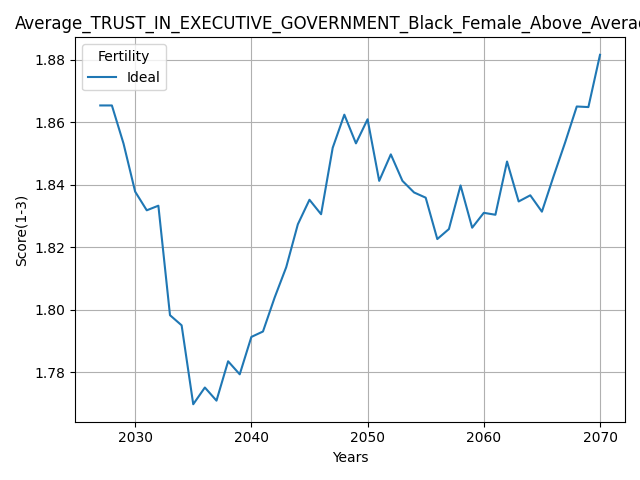 Average_TRUST_IN_EXECUTIVE_GOVERNMENT_Black_Female_Above_Averag
Fertility
Ideal
1.88
1.86
1.84
1.82
1.80
1.78
Score(1-3)
2030 2040 2050 2060 2070
Years